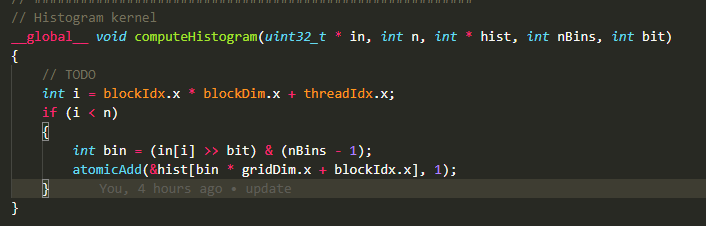 // ========================================================
// Histogram kernel
__global__ void computeHistogram(uint32_t * in, int n, int * hist, int nBins, int bit)
{
    // TODO
    int i = blockIdx.x * blockDim.x + threadIdx.x;
    if (i < n)
    {
        int bin = (in[i] >> bit) & (nBins - 1);
        atomicAdd(&hist[bin * gridDim.x + blockIdx.x], 1);
    }    You, 4 hours ago • update
}